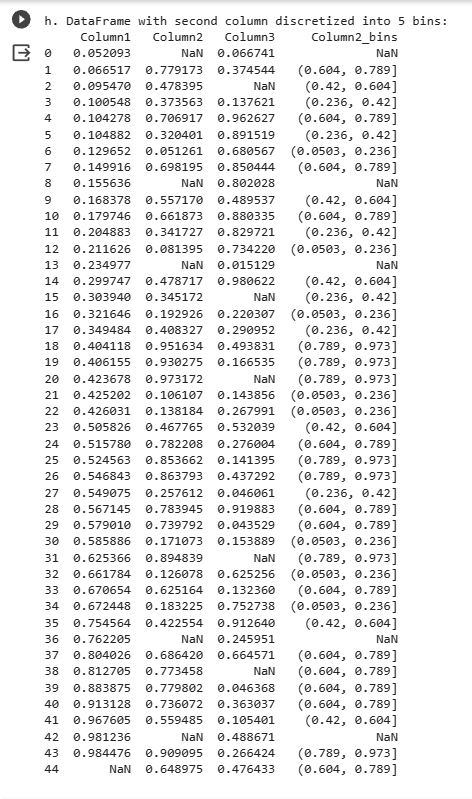 h. DataFrame with second column discretized into 5 bins:
Column1 Column2 Column3 Column2_bins
0 0.052093 NaN 0.066741 NaN
1 0.066517 0.779173 0.374544 (0.604, 0.789]
2 0.095470 0.478395 NaN (0.42, 0.604]
3 0.100548 0.373563 0.137621 (0.236, 0.42]
4 0.104278 0.706917 0.962627 (0.604, 0.789]
5 0.104882 0.320401 0.891519 (0.236, 0.42]
6 0.129652 0.051261 0.680567 (0.0503, 0.236]
7 0.149916 0.698195 0.850444 (0.604, 0.789]
8 0.155636 NaN 0.802028 NaN
9 0.168378 0.557170 0.489537 (0.42, 0.604]
10 0.179746 0.661873 0.880335 (0.604, 0.789]
11 0.204883 0.341727 0.829721 (0.236, 0.42]
12 0.211626 0.081395 0.734220 (0.0503, 0.236]
13 0.234977 NaN 0.015129 NaN
14 0.299747 0.478717 0.980622 (0.42, 0.604]
15 0.303940 0.345172 NaN (0.236, 0.42]
16 0.321646 0.192926 0.220307 (0.0503, 0.236]
17 0.349484 0.408327 0.290952 (0.236, 0.42]
18 0.404118 0.951634 0.493831 (0.789, 0.973]
19 0.406155 0.930275 0.166535 (0.789, 0.973]
20 0.423678 0.973172 NaN (0.789, 0.973]
21 0.425202 0.106107 0.143856 (0.0503, 0.236]
22 0.426031 0.138184 0.267991 (0.0503, 0.236]
23 0.505826 0.467765 0.532039 (0.42, 0.604]
24 0.515780 0.782208 0.276004 (0.604, 0.789]
25 0.524563 0.853662 0.141395 (0.789, 0.973]
26 0.546843 0.863793 0.437292 (0.789, 0.973]
27 0.549075 0.257612 0.046061 (0.236, 0.42]
28 0.567145 0.783945 0.919883 (0.604, 0.789]
29 0.579010 0.739792 0.043529 (0.604, 0.789]
30 0.585886 0.171073 0.153889 (0.0503, 0.236]
31 0.625366 0.894839 NaN (0.789, 0.973]
32 0.661784 0.126078 0.625256 (0.0503, 0.236]
33 0.670654 0.625164 0.132360 (0.604, 0.789]
34 0.672448 0.183225 0.752738 (0.0503, 0.236]
35 0.754564 0.422554 0.912640 (0.42, 0.604]
36 0.762205 NaN 0.245951 NaN
37 0.804026 0.686420 0.664571 (0.604, 0.789]
38 0.812705 0.773458 NaN (0.604, 0.789]
39 0.883875 0.779802 0.046368 (0.604, 0.789]
40 0.913128 0.736072 0.363037 (0.604, 0.789]
41 0.967605 0.559485 0.105401 (0.42, 0.604]
42 0.981236 NaN 0.488671 NaN
43 0.984476 0.909095 0.266424 (0.789, 0.973]
44 NaN 0.648975 0.476433 (0.604, 0.789]